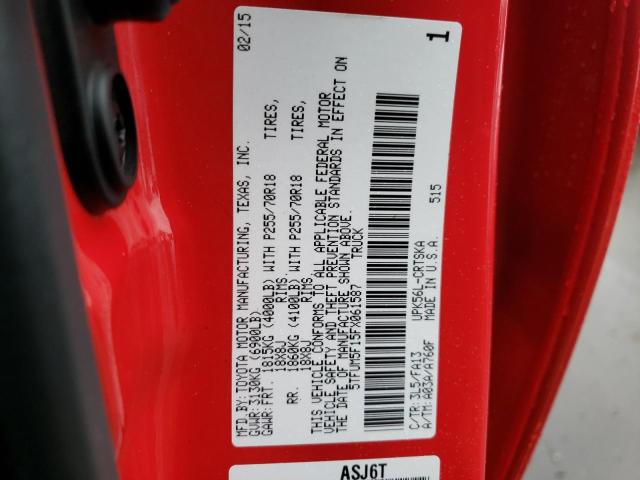 MFD BY: TOYOTA MOTOR MANUFACTURING, TEXAS, INC. 02/15
GVWR: 3130KG (6900LB)
GAWR: FRT. 1815KG (4000LB) WITH P255/70R18 TIRES,
18X8J RIMS,
RR. 1860KG (4100LB) WITH P255/70R18 TIRES,
18X8J RIMS,
THIS VEHICLE CONFORMS TO ALL APPLICABLE FEDERAL MOTOR
VEHICLE SAFETY AND THEFT PREVENTION STANDARDS IN EFFECT ON
THE DATE OF MANUFACTURE SHOWN ABOVE.
5TFUM5F15FX061587 TRUCK
C/TR: 3L5/FA13 UPK56L-CRTSKA 515
A/TM: A03A/A760F MADE IN U.S.A. 1
ASJ6T